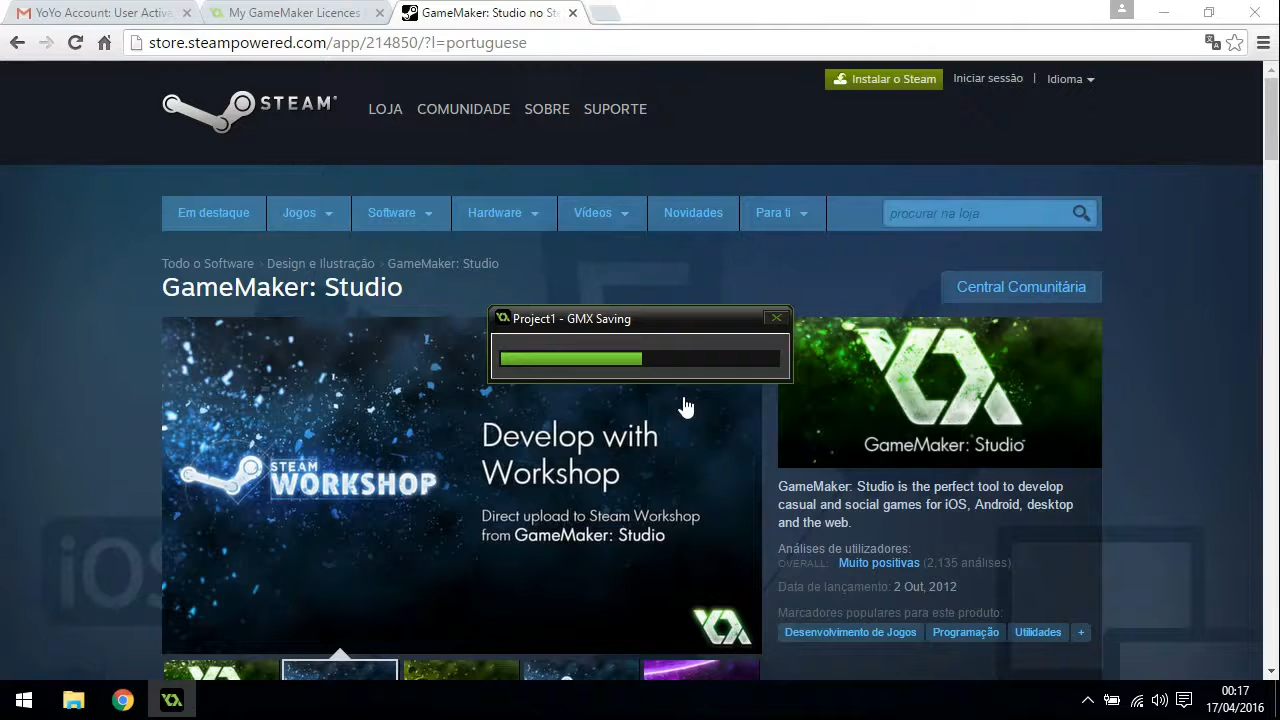 YoYo Account: User Activa
My GameMaker Licences
GameMaker: Studio no Ste
store.steampowered.com/app/214850/?l=portuguese
Instalar o Steam
Iniciar sessão
Idioma
STEAM
LOJA COMUNIDADE SOBRE SUPORTE
Em destaque Jogos Software Hardware Vídeos Novidades Para ti procurar na loja
Todo o Software > Design e Ilustração > GameMaker: Studio
GameMaker: Studio
Central Comunitária
Project1 - GMX Saving
Develop with
Workshop
STEAM
WORKSHOP
Direct upload to Steam Workshop
from GameMaker: Studio
GameMaker: Studio
GameMaker: Studio is the perfect tool to develop
casual and social games for iOS, Android, desktop
and the web.
Análises de utilizadores:
OVERALL: Muito positivas (2,135 análises)
Data de lançamento: 2 Out, 2012
Marcadores populares para este produto:
Desenvolvimento de Jogos Programação Utilidades +
iOS
00:17
17/04/2016